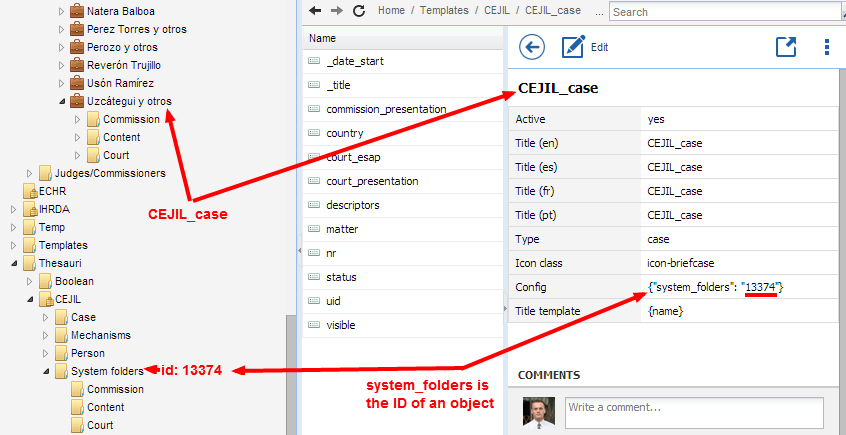 Natera Balboa
Perez Torres y otros
Perozo y otros
Reverón Trujillo
Usón Ramírez
Uzcátegui y otros
Commission
Content
Court
Judges/Commissioners
ECHR
IHRDA
Temp
Templates
Thesauri
Boolean
CEJIL
Case
Mechanisms
Person
System folders
Commission
Content
Court
CEJIL_case
id: 13374
Home / Templates / CEJIL / CEJIL_case ...
Search
Name
_date_start
_title
commission_presentation
country
court_esap
court_presentation
descriptors
matter
nr
status
uid
visible
Edit
CEJIL_case
Active yes
Title (en) CEJIL_case
Title (es) CEJIL_case
Title (fr) CEJIL_case
Title (pt) CEJIL_case
Type case
Icon class icon-briefcase
Config {"system_folders": "13374"}
Title template {name}
system_folders is
the ID of an object
COMMENTS
Write a comment...